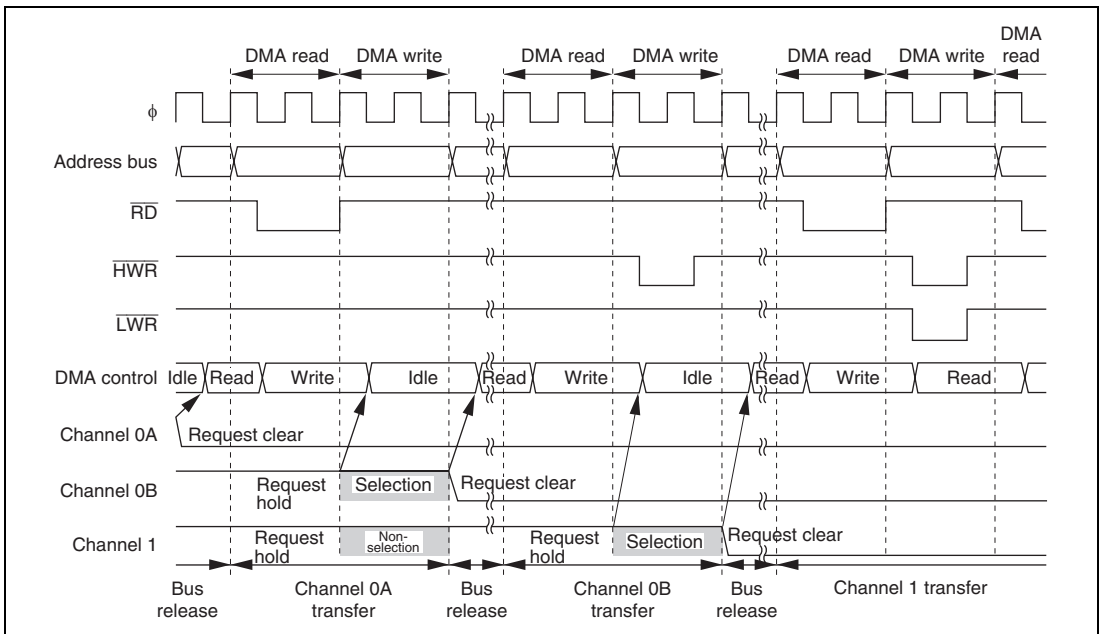 DMA read DMA write DMA read DMA write DMA read DMA write DMA
read
φ
Address bus
RD
HWR
LWR
DMA control Idle Read Write Idle Read Write Idle Read Write Read
Channel 0A Request clear
Channel 0B Request
hold Selection Request clear
Channel 1 Request
hold Non-
selection Request
hold Selection Request clear
Bus
release Channel 0A
transfer Bus
release Channel 0B
transfer Bus
release Channel 1 transfer